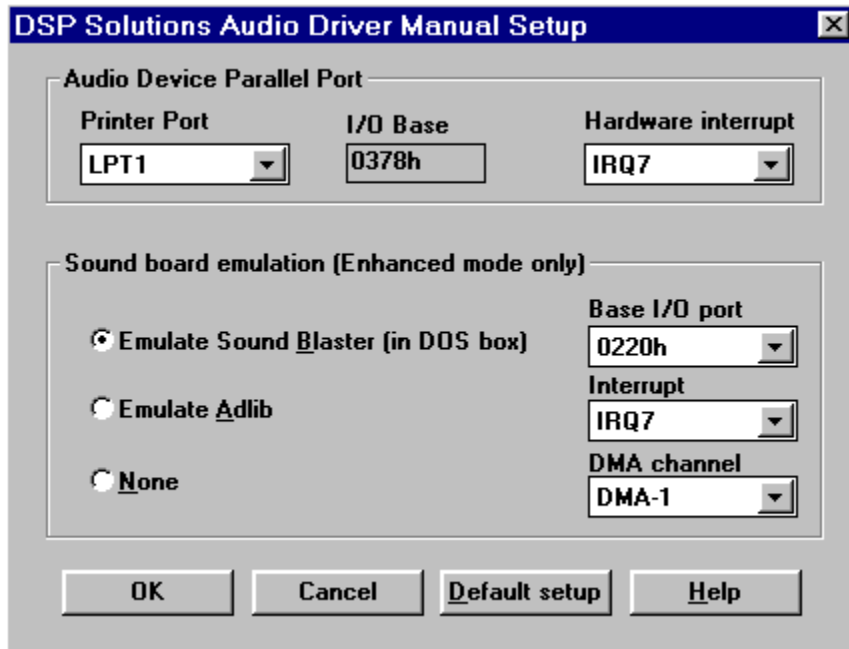 DSP Solutions Audio Driver Manual Setup
Audio Device Parallel Port
Printer Port
I/O Base
Hardware interrupt
LPT1
0378h
IRQ7
Sound board emulation (Enhanced mode only)
Emulate Sound Blaster (in DOS box)
Emulate Adlib
None
Base I/O port
0220h
Interrupt
IRQ7
DMA channel
DMA-1
OK
Cancel
Default setup
Help